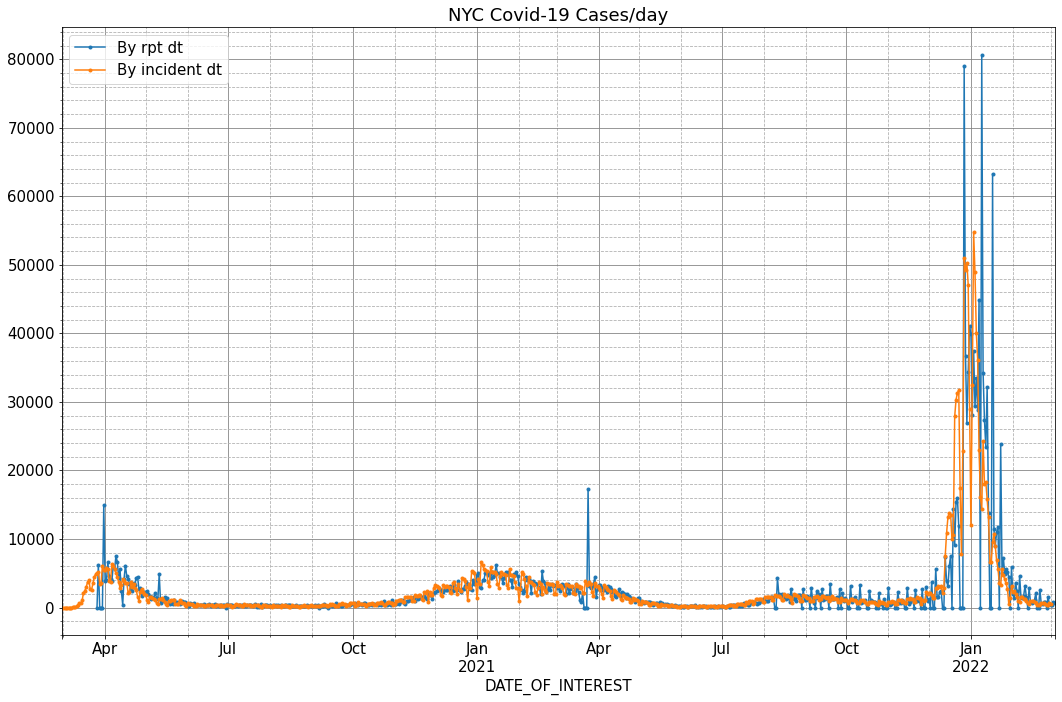 NYC Covid-19 Cases/day
By rpt dt
By incident dt
80000
70000
60000
50000
40000
30000
20000
10000
0
Apr Jul Oct Jan Apr Jul Oct Jan
2021 2022
DATE_OF_INTEREST